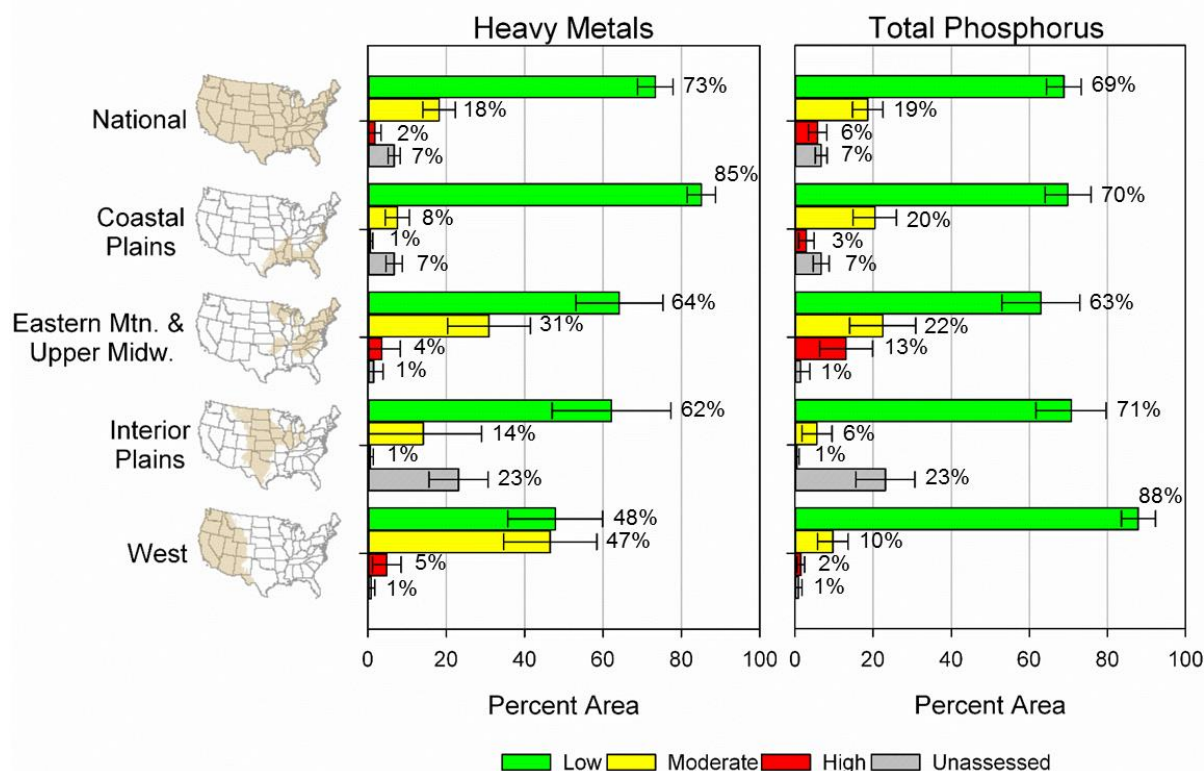 Heavy Metals
Total Phosphorus
National
73%
18%
2%
7%
69%
19%
6%
7%
Coastal
Plains
85%
8%
1%
7%
70%
20%
3%
7%
Eastern Mtn. &
Upper Midw.
64%
31%
4%
1%
63%
22%
13%
1%
Interior
Plains
62%
14%
1%
23%
71%
6%
1%
23%
West
48%
47%
5%
1%
88%
10%
2%
1%
0 20 40 60 80 100
0 20 40 60 80 100
Percent Area
Percent Area
Low Moderate High Unassessed